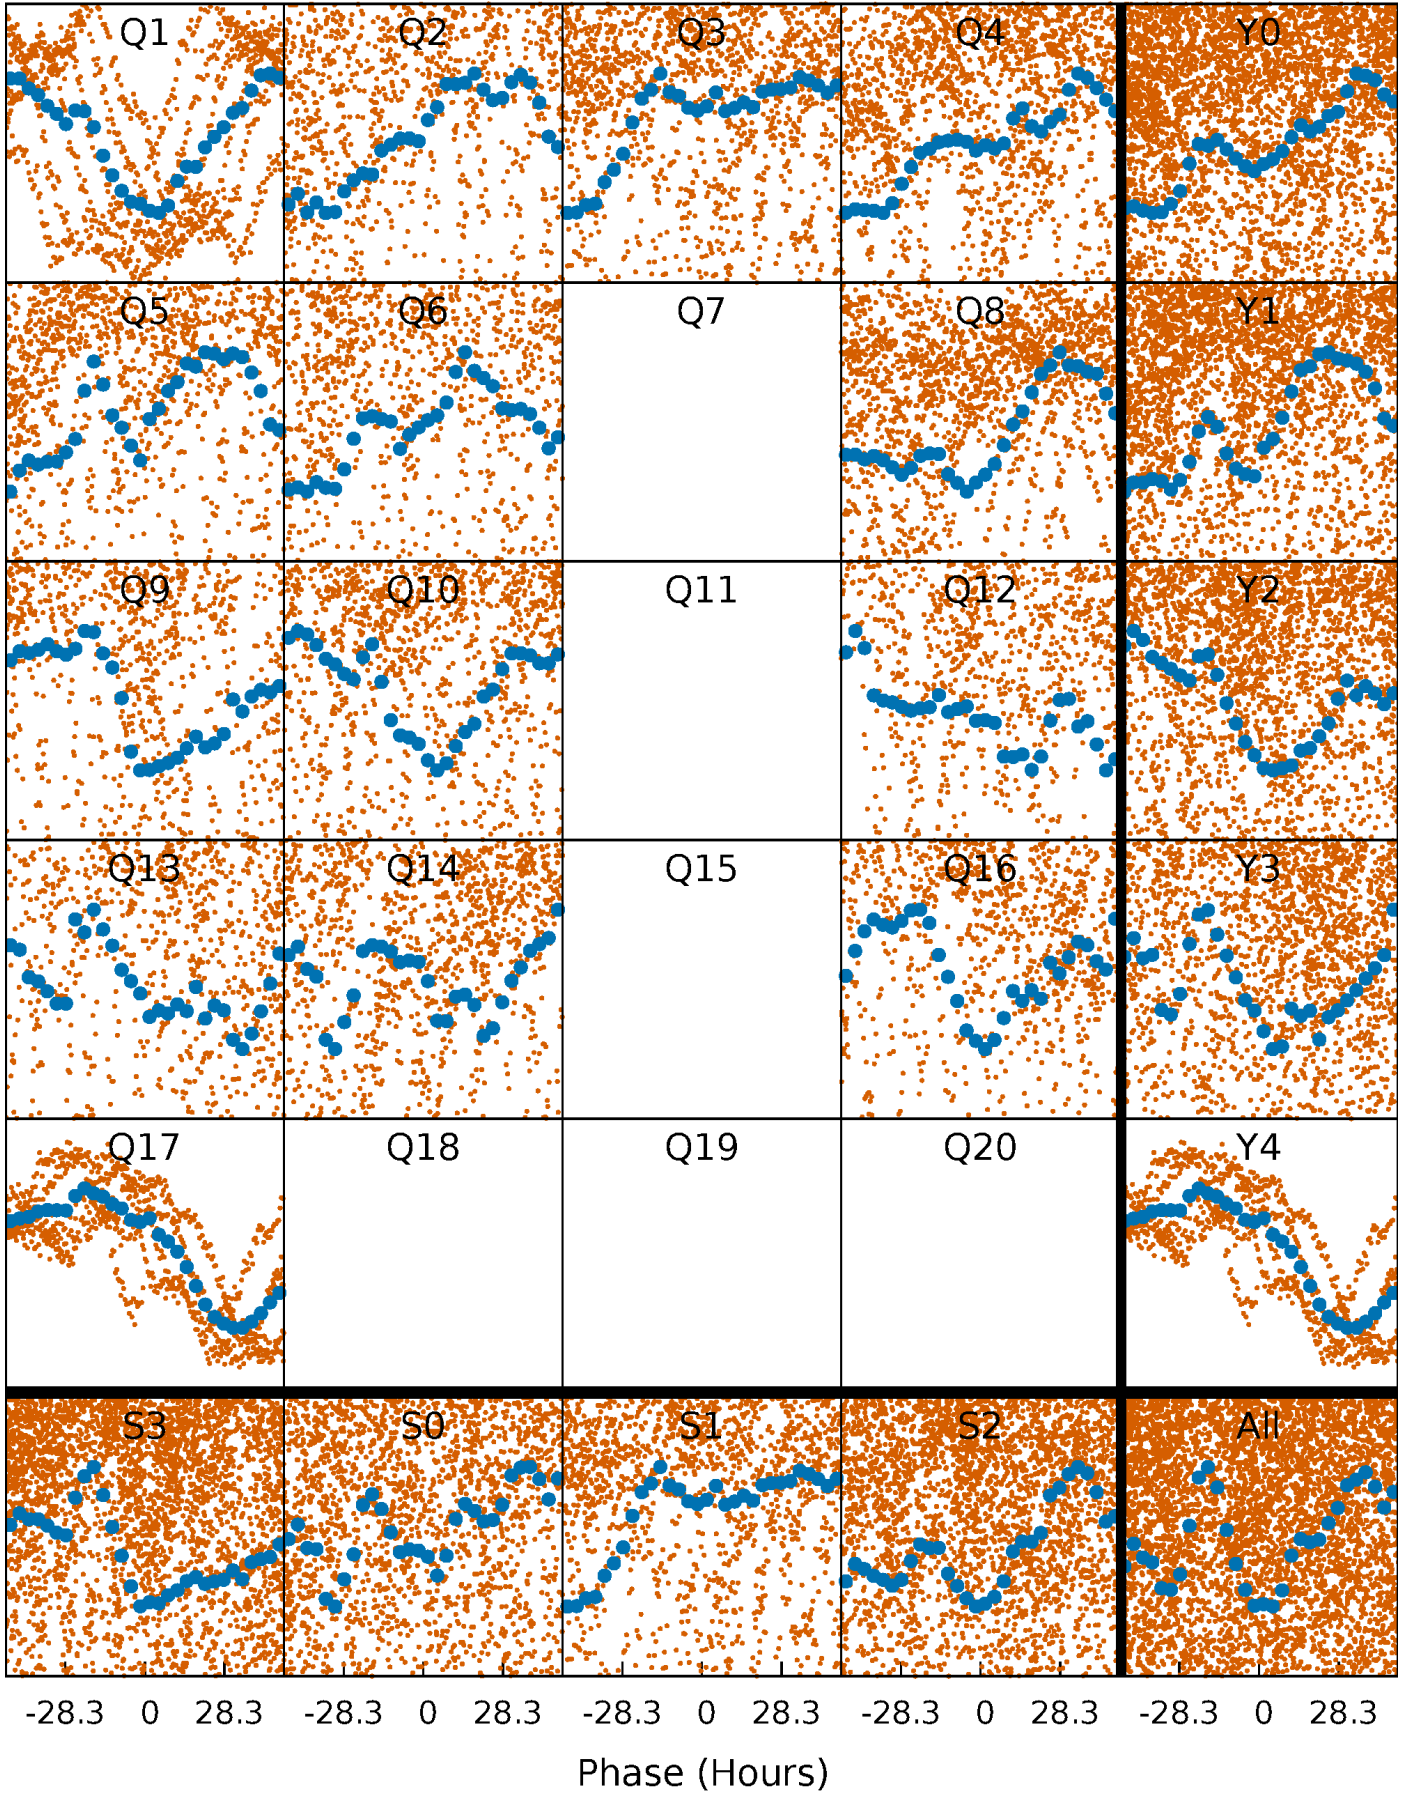 Q1 Q2 Q3 Q4 Y0
Q5 Q6 Q7 Q8 Y1
Q9 Q10 Q11 Q12 Y2
Q13 Q14 Q15 Q16 Y3
Q17 Q18 Q19 Q20 Y4
S3 S0 S1 S2 All
-28.3 0 28.3 -28.3 0 28.3 -28.3 0 28.3 -28.3 0 28.3 -28.3 0 28.3
Phase (Hours)